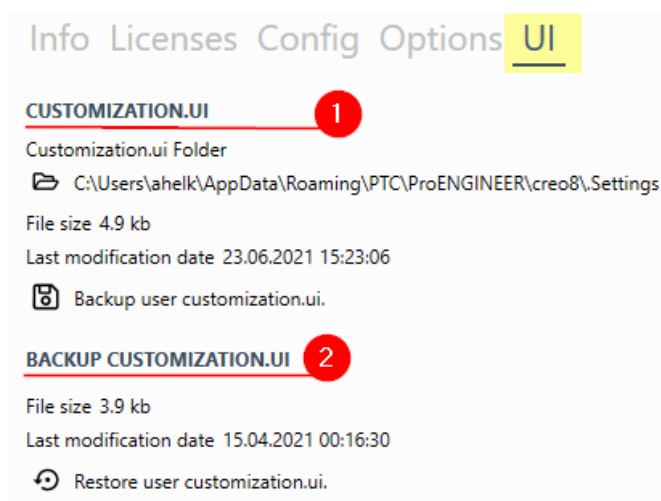 Info Licenses Config Options UI
CUSTOMIZATION.UI 1
Customization.ui Folder
C:\Users\ahelk\AppData\Roaming\PTC\ProENGINEER\creo8\.Settings
File size 4.9 kb
Last modification date 23.06.2021 15:23:06
Backup user customization.ui.
BACKUP CUSTOMIZATION.UI 2
File size 3.9 kb
Last modification date 15.04.2021 00:16:30
Restore user customization.ui.